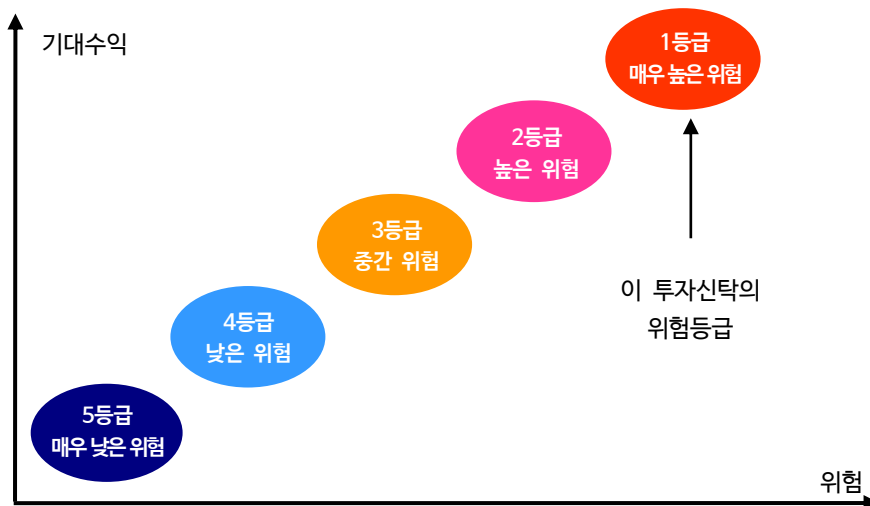 기대수익
1등급
매우 높은 위험
2등급
높은 위험
3등급
중간 위험
이 투자신탁의
위험등급
4등급
낮은 위험
5등급
매우 낮은 위험
위험